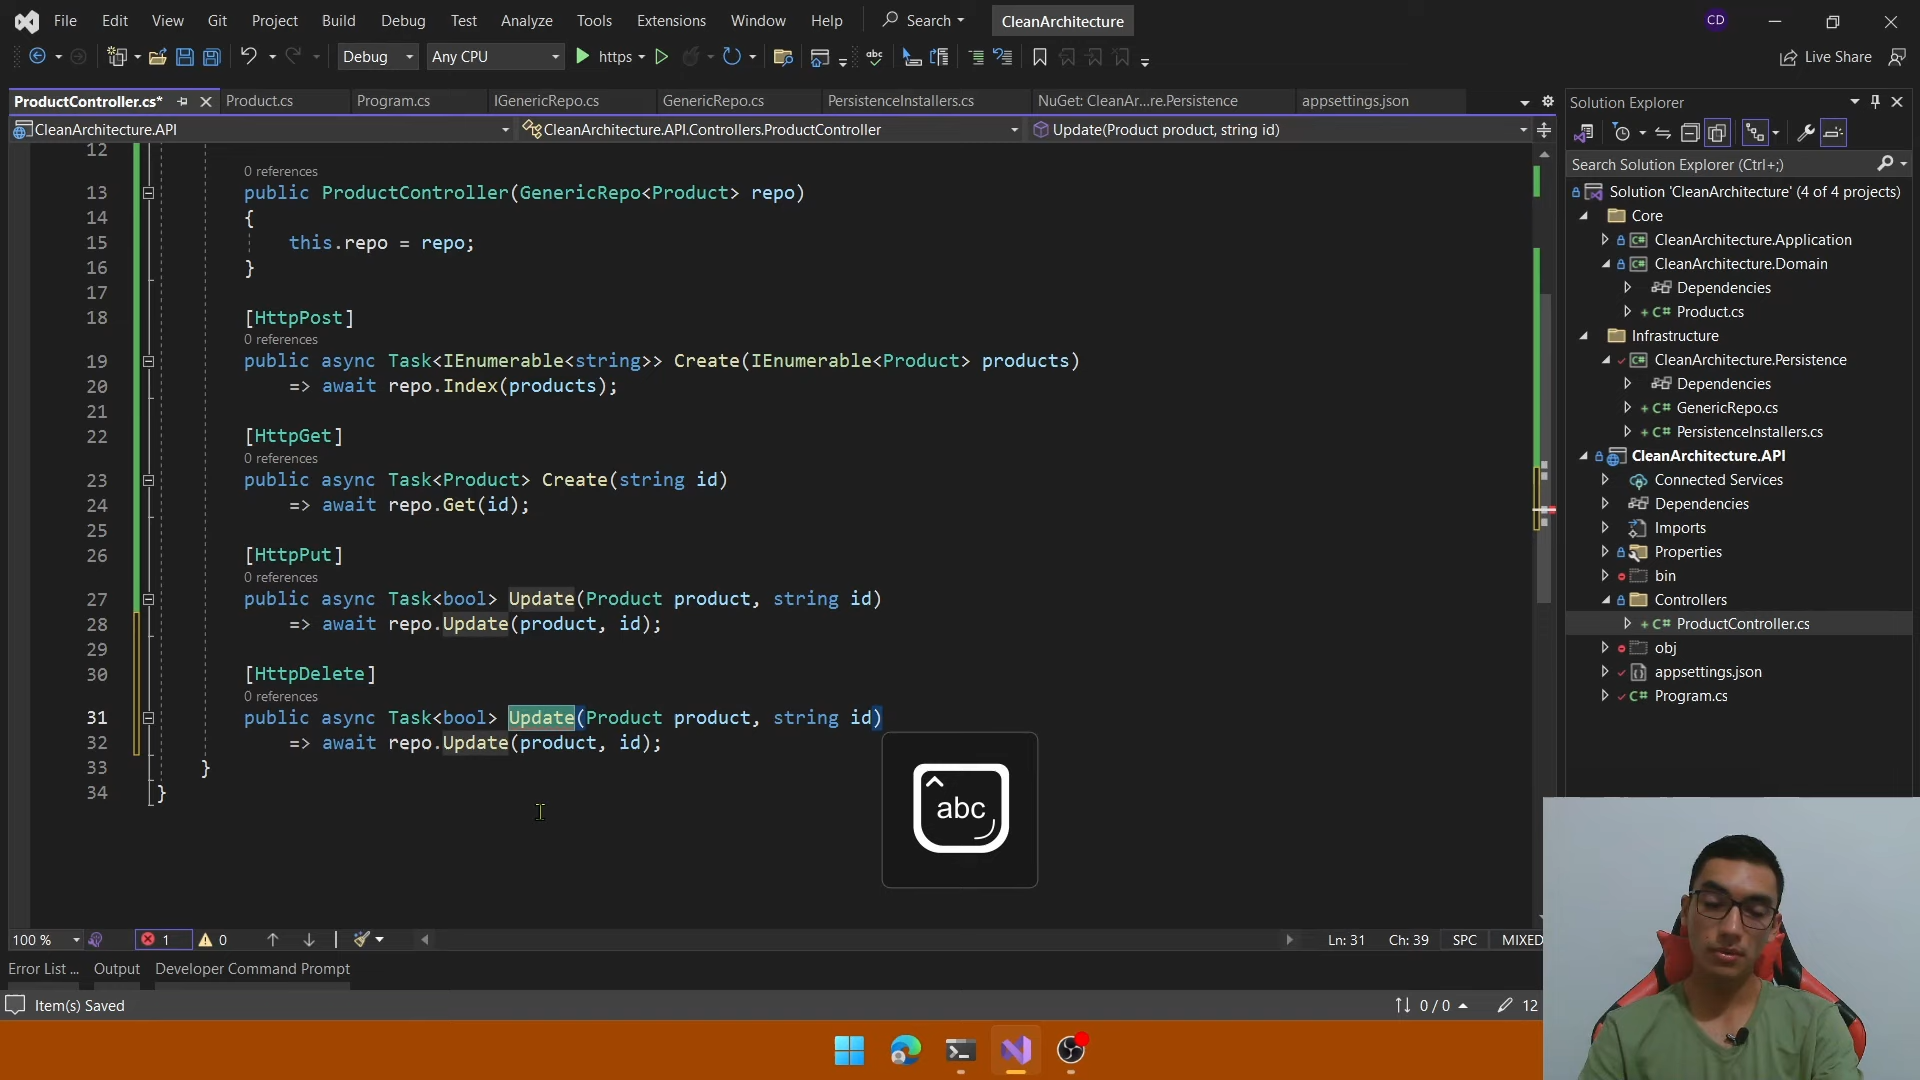 File Edit View Git Project Build Debug Test Analyze Tools Extensions Window Help Search CleanArchitecture CD
Debug Any CPU https Live Share
ProductController.cs* Product.cs Program.cs IGenericRepo.cs GenericRepo.cs PersistenceInstallers.cs NuGet: CleanAr...re.Persistence appsettings.json
CleanArchitecture.API CleanArchitecture.API.Controllers.ProductController Update(Product product, string id)
12
0 references
13 public ProductController(GenericRepo<Product> repo)
14 {
15 this.repo = repo;
16 }
17
18 [HttpPost]
0 references
19 public async Task<IEnumerable<string>> Create(IEnumerable<Product> products)
20 => await repo.Index(products);
21
22 [HttpGet]
0 references
23 public async Task<Product> Create(string id)
24 => await repo.Get(id);
25
26 [HttpPut]
0 references
27 public async Task<bool> Update(Product product, string id)
28 => await repo.Update(product, id);
29
30 [HttpDelete]
0 references
31 public async Task<bool> Update(Product product, string id)
32 => await repo.Update(product, id);
33 }
34 }
abc
100 % 1 0 Ln: 31 Ch: 39 SPC MIXED
Error List ... Output Developer Command Prompt
Item(s) Saved 0 / 0 12
Solution Explorer
Search Solution Explorer (Ctrl+;)
Solution 'CleanArchitecture' (4 of 4 projects)
Core
C# CleanArchitecture.Application
C# CleanArchitecture.Domain
Dependencies
C# Product.cs
Infrastructure
C# CleanArchitecture.Persistence
Dependencies
C# GenericRepo.cs
C# PersistenceInstallers.cs
CleanArchitecture.API
Connected Services
Dependencies
Imports
Properties
bin
Controllers
C# ProductController.cs
obj
appsettings.json
C# Program.cs